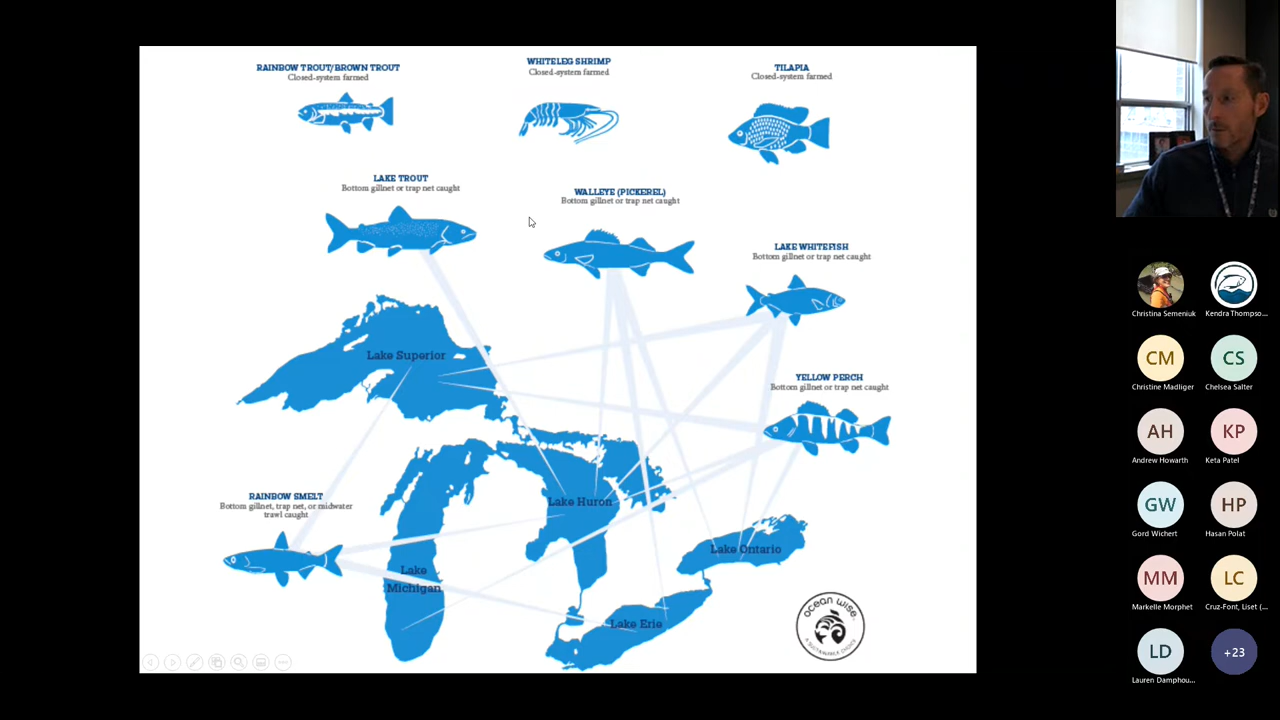 RAINBOW TROUT/BROWN TROUT
Closed-system farmed
WHITELEG SHRIMP
Closed-system farmed
TILAPIA
Closed-system farmed
LAKE TROUT
Bottom gillnet or trap net caught
WALLEYE (PICKEREL)
Bottom gillnet or trap net caught
LAKE WHITEFISH
Bottom gillnet or trap net caught
Lake Superior
YELLOW PERCH
Bottom gillnet or trap net caught
RAINBOW SMELT
Bottom gillnet, trap net, or midwater
trawl caught
Lake Huron
Lake Ontario
Lake
Michigan
Lake Erie
OCEAN WISE.
A SUSTAINABLE CHOICE
Christina Semeniuk
Kendra Thompso...
CM
Christine Madliger
CS
Chelsea Salter
AH
Andrew Howarth
KP
Keta Patel
GW
Gord Wichert
HP
Hasan Polat
MM
Markelle Morphet
LC
Cruz-Font, Liset (...
LD
Lauren Damphou...
+23